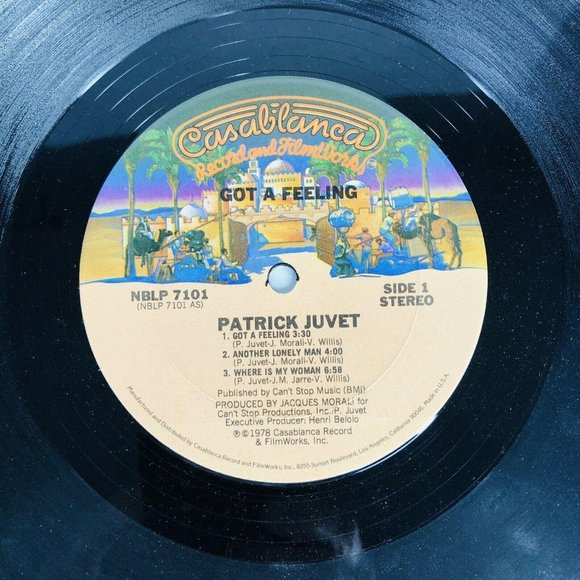 Casablanca
Record and FilmWorks
GOT A FEELING
NBLP 7101
(NBLP 7101 AS)
SIDE 1
STEREO
PATRICK JUVET
1. GOT A FEELING 3:30
(P. Juvet-J. Morali-V. Willis)
2. ANOTHER LONELY MAN 4:00
(P. Juvet-J. Morali-V. Willis)
3. WHERE IS MY WOMAN 6:58
(P. Juvet-J.M. Jarre-V. Willis)
Published by Can't Stop Music (BMI)
PRODUCED BY JACQUES MORALI for
Can't Stop Productions, Inc./P. Juvet
Executive Producer: Henri Belolo
℗©1978 Casablanca Record
& FilmWorks, Inc.
Manufactured and Distributed by Casablanca Record and FilmWorks, Inc., 8255 Sunset Boulevard, Los Angeles, California 90046. Made in U.S.A.